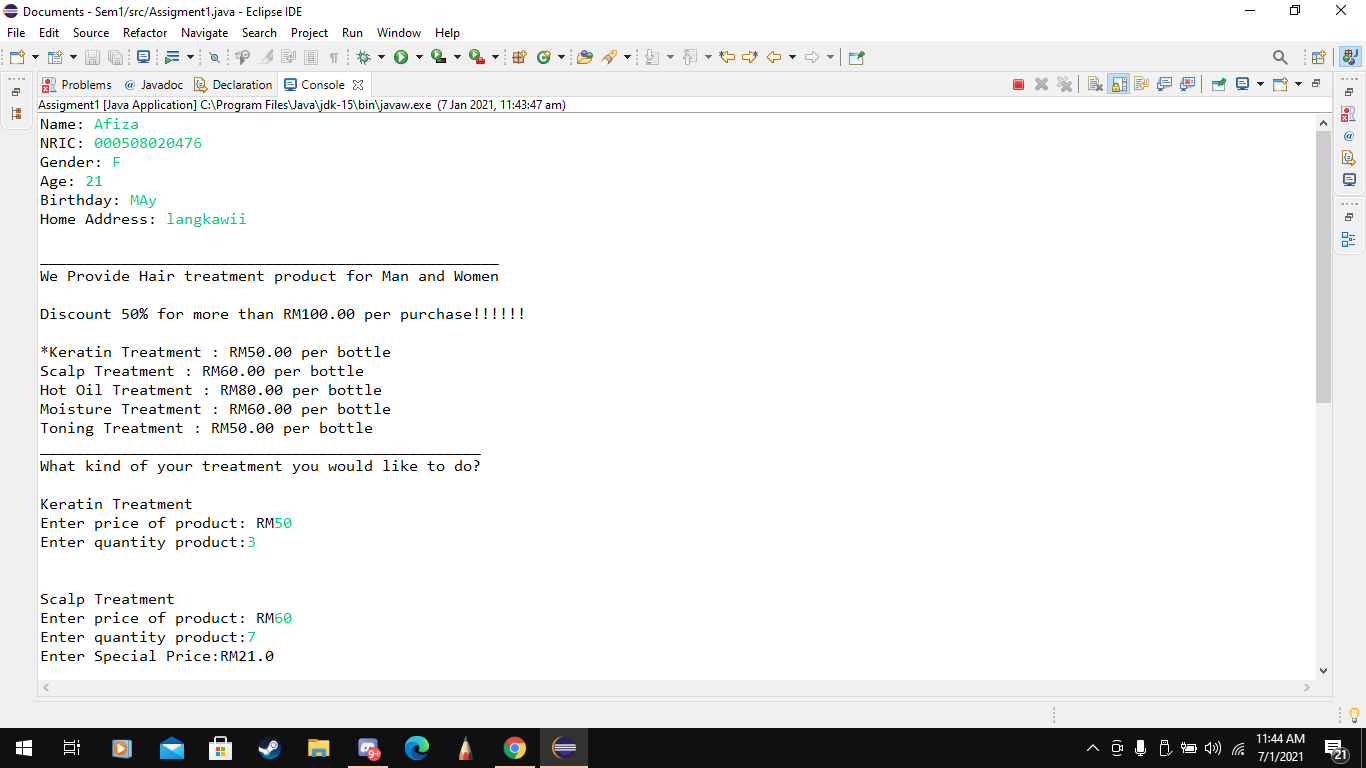 Documents - Sem1/src/Assigment1.java - Eclipse IDE
File Edit Source Refactor Navigate Search Project Run Window Help
Problems @ Javadoc Declaration Console
Assigment1 [Java Application] C:\Program Files\Java\jdk-15\bin\javaw.exe (7 Jan 2021, 11:43:47 am)
Name: Afiza
NRIC: 000508020476
Gender: F
Age: 21
Birthday: MAy
Home Address: langkawii
___________________________________________________
We Provide Hair treatment product for Man and Women
Discount 50% for more than RM100.00 per purchase!!!!!!
*Keratin Treatment : RM50.00 per bottle
Scalp Treatment : RM60.00 per bottle
Hot Oil Treatment : RM80.00 per bottle
Moisture Treatment : RM60.00 per bottle
Toning Treatment : RM50.00 per bottle
_________________________________________________
What kind of your treatment you would like to do?
Keratin Treatment
Enter price of product: RM50
Enter quantity product:3
Scalp Treatment
Enter price of product: RM60
Enter quantity product:7
Enter Special Price:RM21.0
9+
11:44 AM
7/1/2021
21